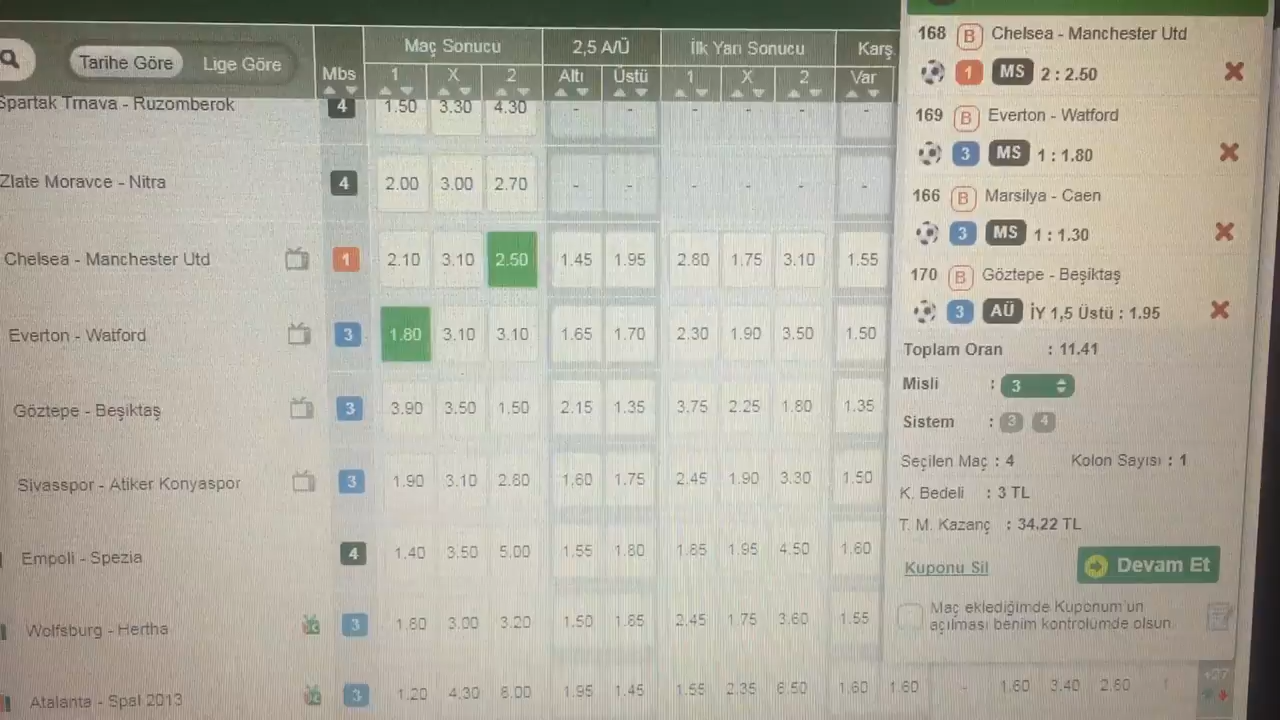 Tarihe Göre Lige Göre Mbs Maç Sonucu 2,5 A/Ü İlk Yarı Sonucu Karş.
1 X 2 Altı Üstü 1 X 2 Var
Spartak Trnava - Ruzomberok 4 1.50 3.30 4.30 - - - - - -
Zlate Moravce - Nitra 4 2.00 3.00 2.70 - - - - - -
Chelsea - Manchester Utd 1 2.10 3.10 2.50 1.45 1.95 2.80 1.75 3.10 1.55
Everton - Watford 3 1.80 3.10 3.10 1.65 1.70 2.30 1.90 3.50 1.50
Göztepe - Beşiktaş 3 3.90 3.50 1.50 2.15 1.35 3.75 2.25 1.80 1.35
Sivasspor - Atiker Konyaspor 3 1.90 3.10 2.60 1.60 1.75 2.45 1.90 3.30 1.50
Empoli - Spezia 4 1.40 3.50 5.00 1.55 1.80 1.85 1.95 4.50 1.60
Wolfsburg - Hertha 3 1.80 3.00 3.20 1.50 1.85 2.45 1.75 3.60 1.55
Atalanta - Spal 2013 3 1.20 4.30 8.00 1.95 1.45 1.55 2.35 6.50 1.60 1.60 - 1.60 3.40 2.60
168 B Chelsea - Manchester Utd
1 MS 2 : 2.50
169 B Everton - Watford
3 MS 1 : 1.80
166 B Marsilya - Caen
3 MS 1 : 1.30
170 B Göztepe - Beşiktaş
3 AÜ İY 1,5 Üstü : 1.95
Toplam Oran : 11.41
Misli : 3
Sistem : 3 4
Seçilen Maç : 4 Kolon Sayısı : 1
K. Bedeli : 3 TL
T. M. Kazanç : 34.22 TL
Kuponu Sil Devam Et
Maç eklediğimde Kuponum'un
açılması benim kontrolümde olsun.
+27